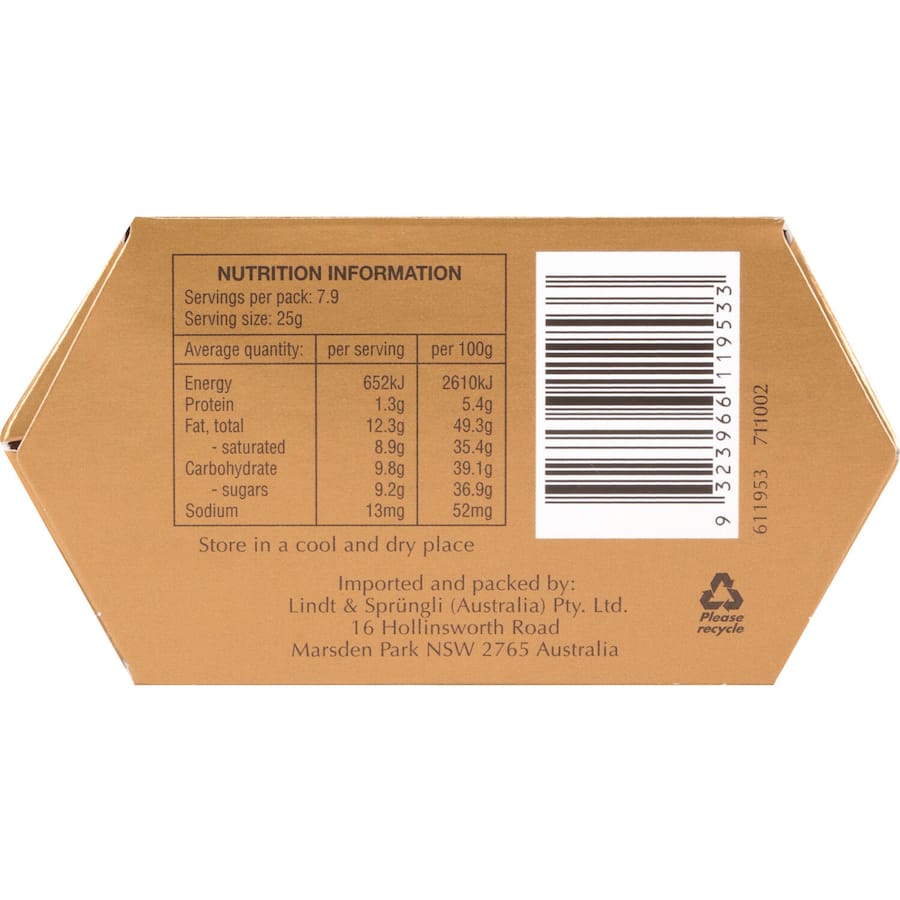 NUTRITION INFORMATION
Servings per pack: 7.9
Serving size: 25g
Average quantity: per serving per 100g
Energy 652kJ 2610kJ
Protein 1.3g 5.4g
Fat, total 12.3g 49.3g
- saturated 8.9g 35.4g
Carbohydrate 9.8g 39.1g
- sugars 9.2g 36.9g
Sodium 13mg 52mg
Store in a cool and dry place
Imported and packed by:
Lindt & Sprüngli (Australia) Pty. Ltd.
16 Hollinsworth Road
Marsden Park NSW 2765 Australia
9 323966 119533
611953 711002
Please
recycle